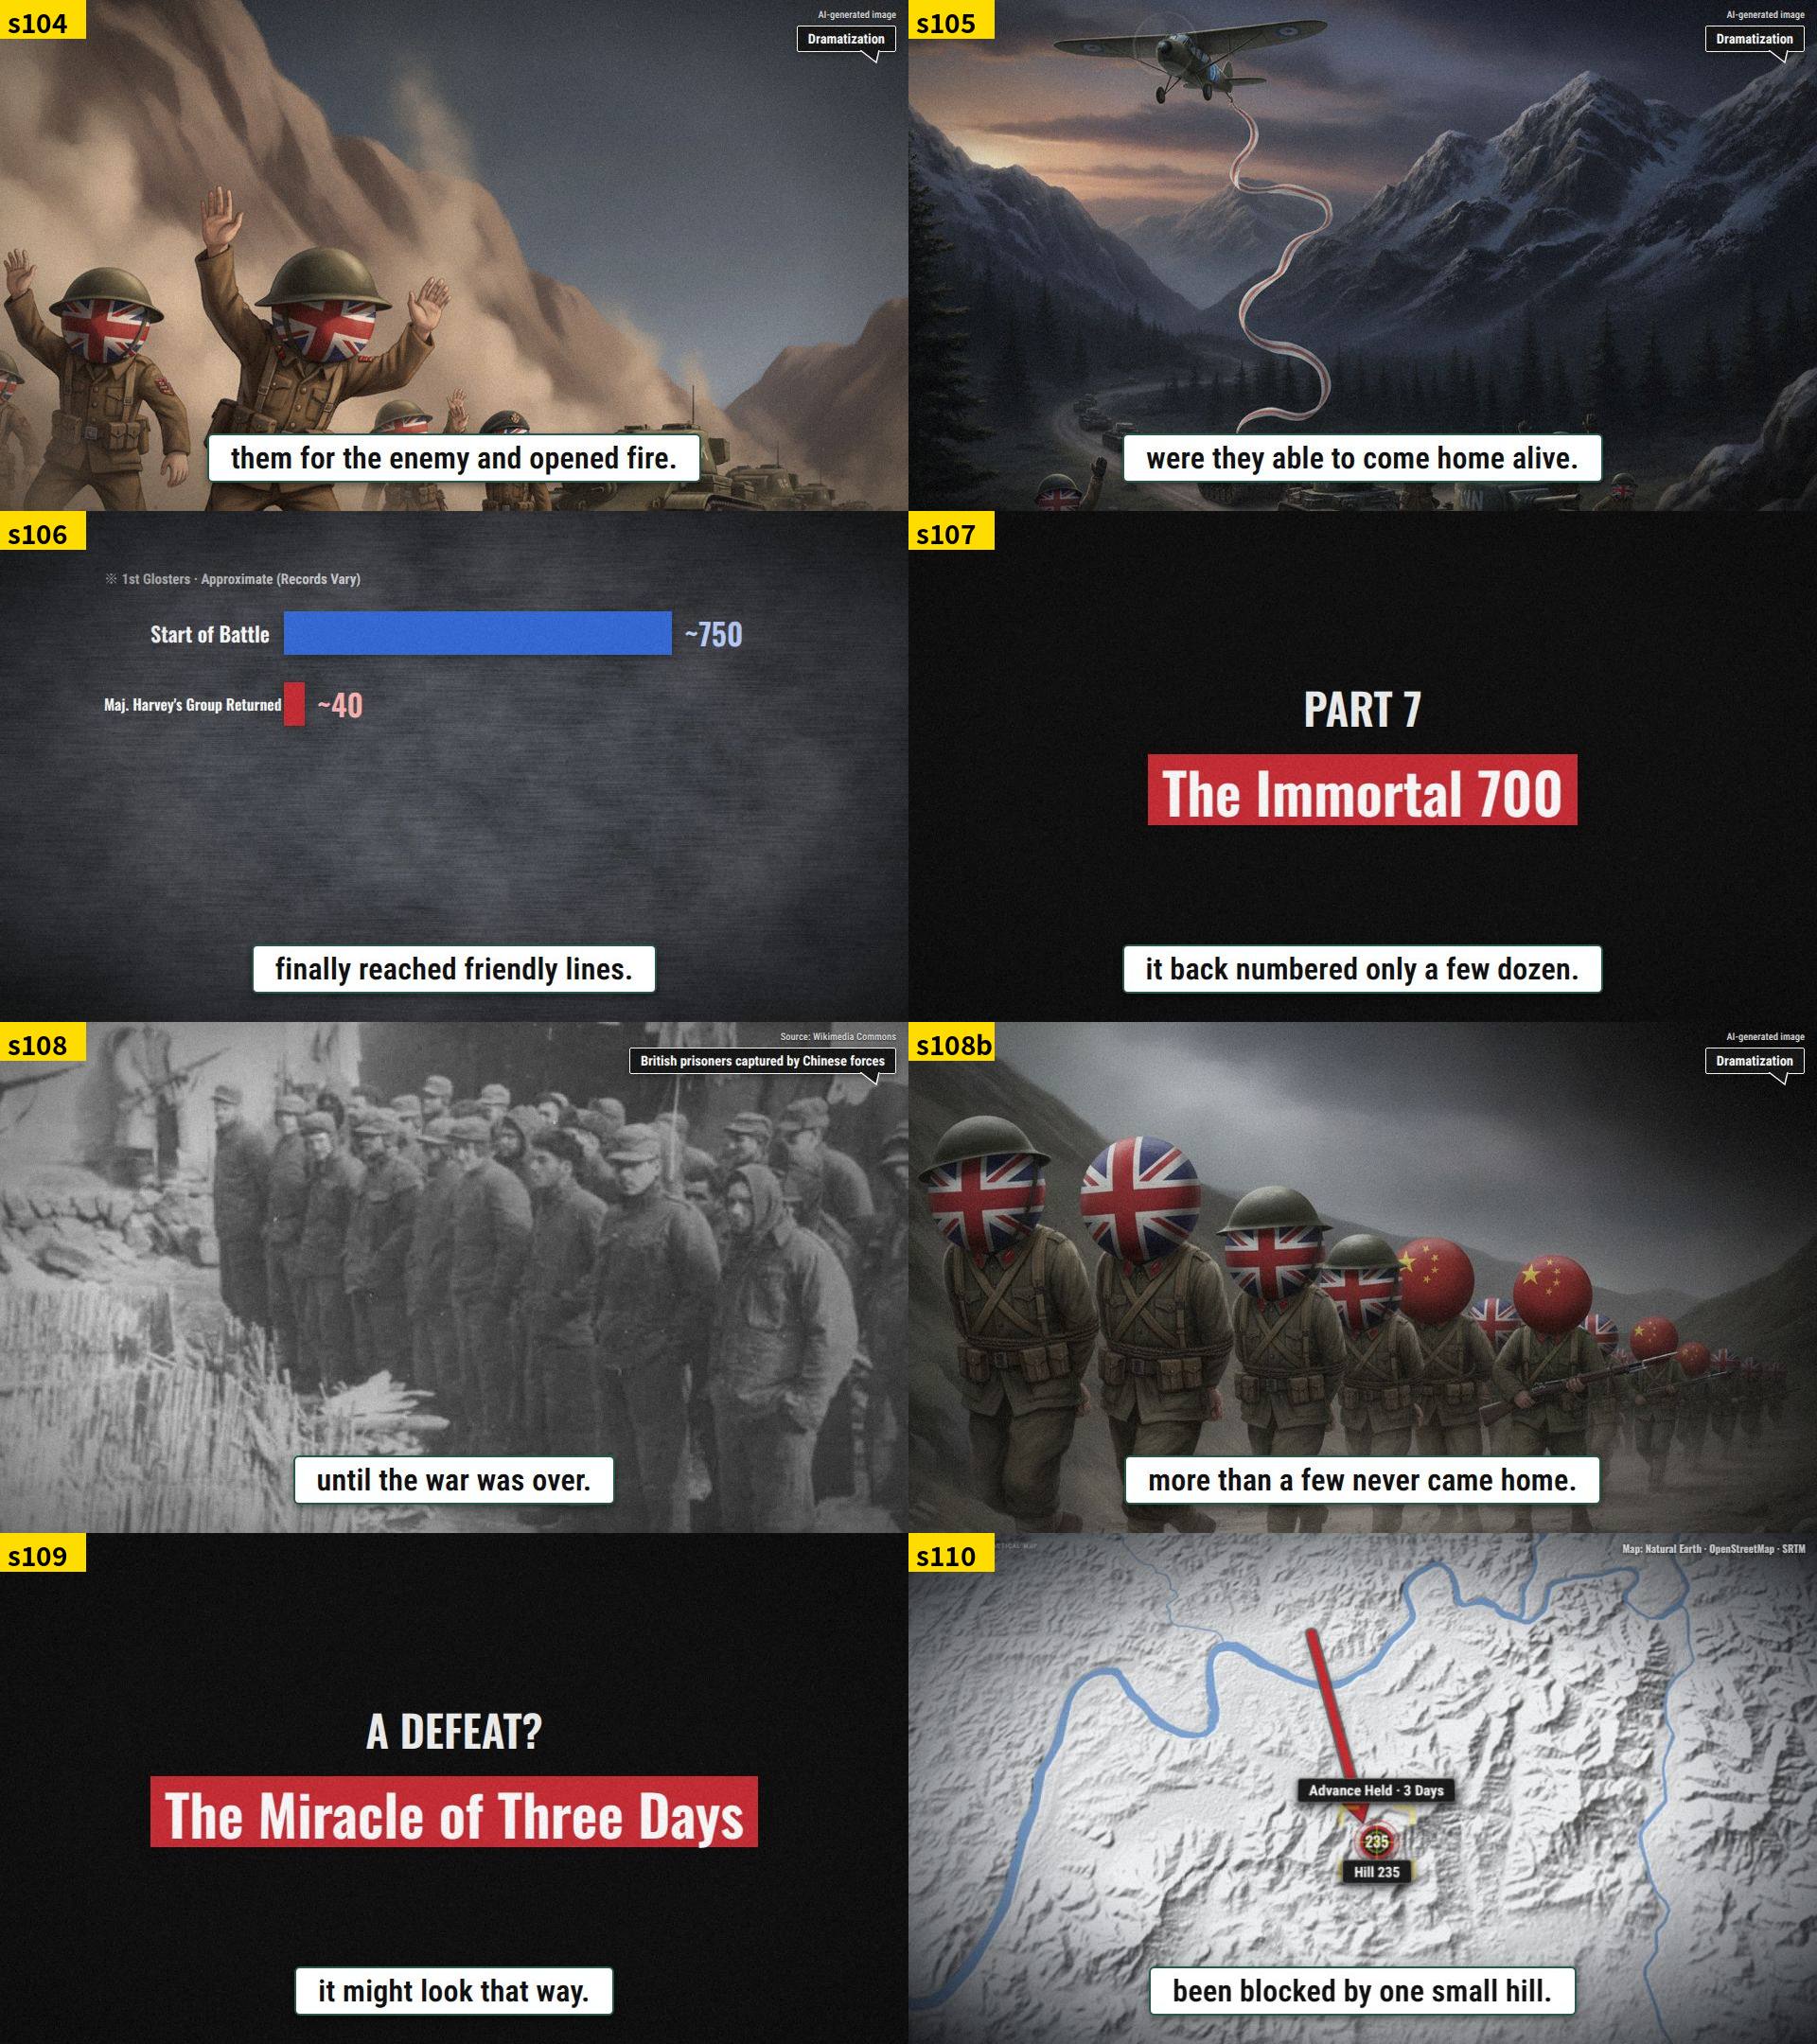 s104
AI-generated image
Dramatization
them for the enemy and opened fire.
s105
AI-generated image
Dramatization
were they able to come home alive.
s106
※ 1st Glosters · Approximate (Records Vary)
Start of Battle
~750
Maj. Harvey's Group Returned
~40
finally reached friendly lines.
s107
PART 7
The Immortal 700
it back numbered only a few dozen.
s108
Source: Wikimedia Commons
British prisoners captured by Chinese forces
until the war was over.
s108b
AI-generated image
Dramatization
more than a few never came home.
s109
A DEFEAT?
The Miracle of Three Days
it might look that way.
s110
Map: Natural Earth · OpenStreetMap · SRTM
Advance Held · 3 Days
235
Hill 235
been blocked by one small hill.